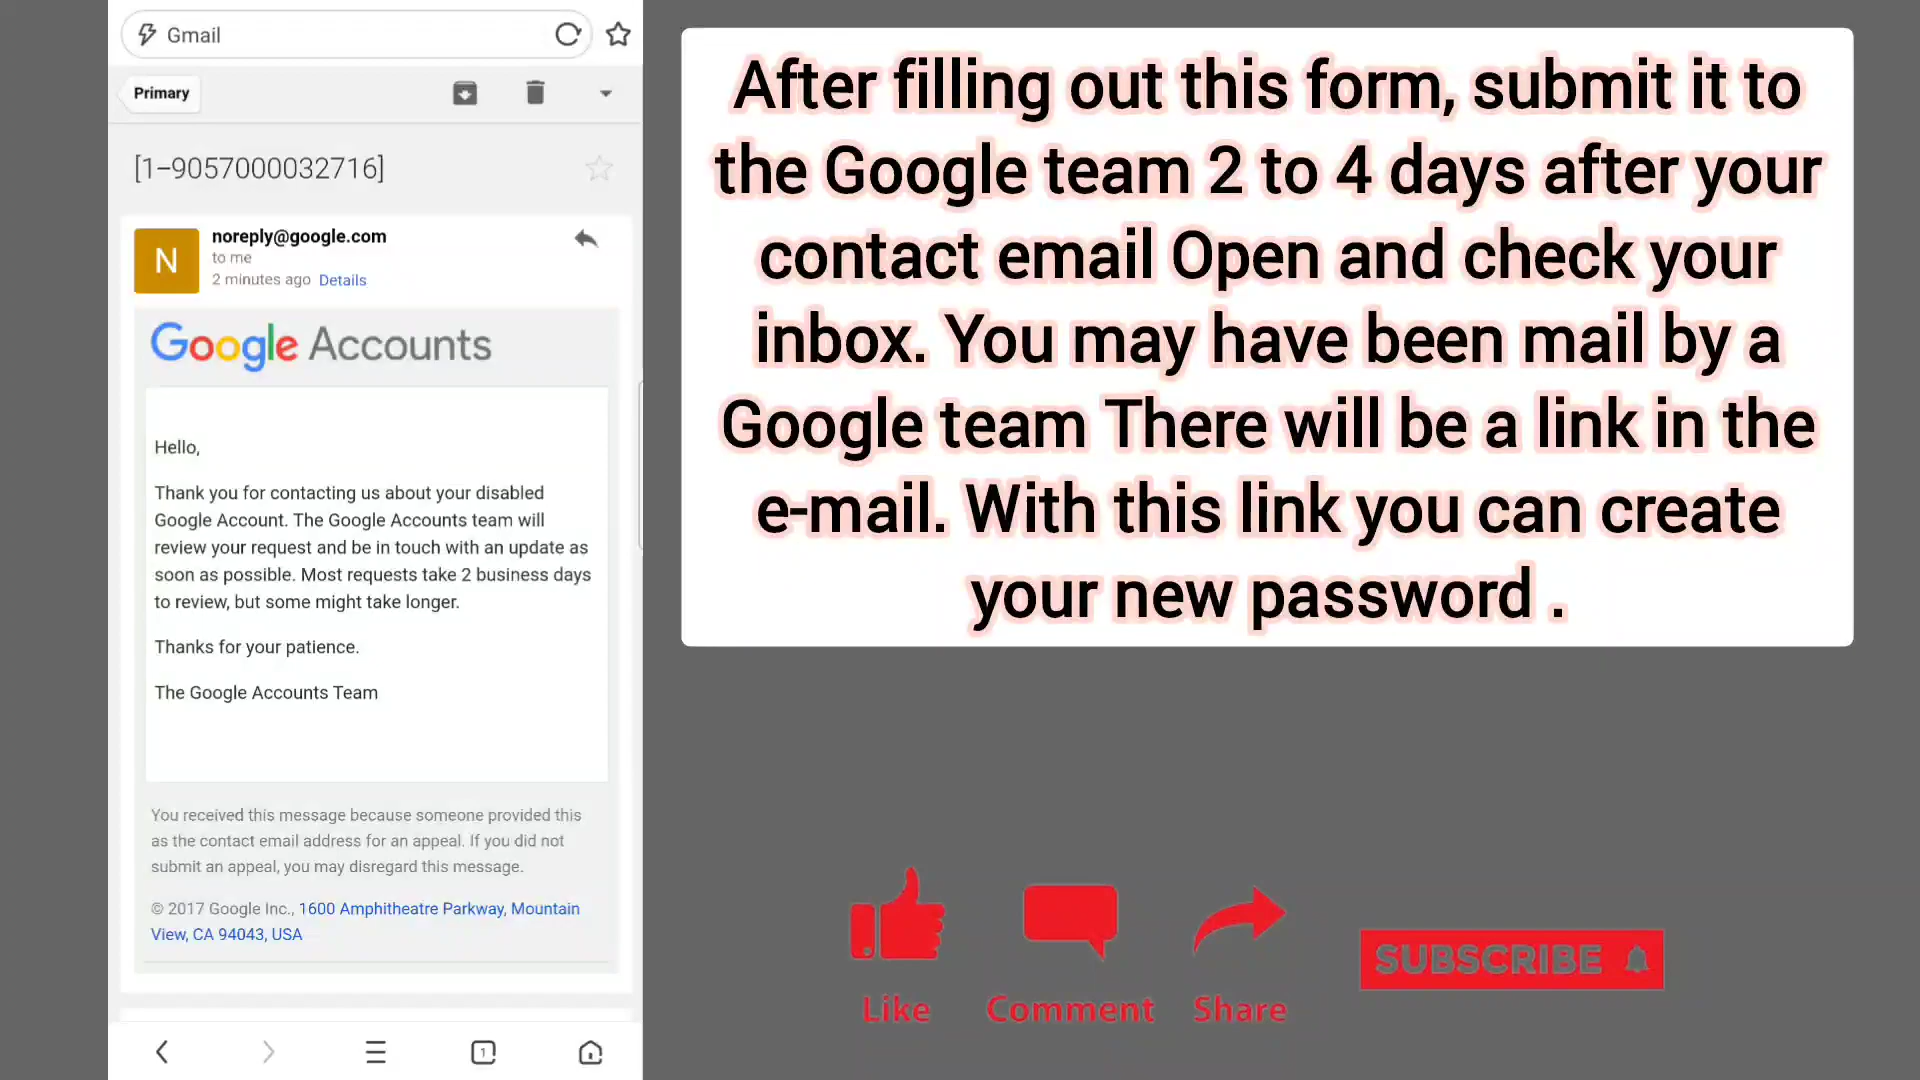 Gmail
Primary
[1–9057000032716]
N
noreply@google.com
to me
2 minutes ago Details
Google Accounts
Hello,
Thank you for contacting us about your disabled
Google Account. The Google Accounts team will
review your request and be in touch with an update as
soon as possible. Most requests take 2 business days
to review, but some might take longer.
Thanks for your patience.
The Google Accounts Team
You received this message because someone provided this
as the contact email address for an appeal. If you did not
submit an appeal, you may disregard this message.
© 2017 Google Inc., 1600 Amphitheatre Parkway, Mountain
View, CA 94043, USA
1
After filling out this form, submit it to
the Google team 2 to 4 days after your
contact email Open and check your
inbox. You may have been mail by a
Google team There will be a link in the
e-mail. With this link you can create
your new password .
Like Comment Share
SUBSCRIBE